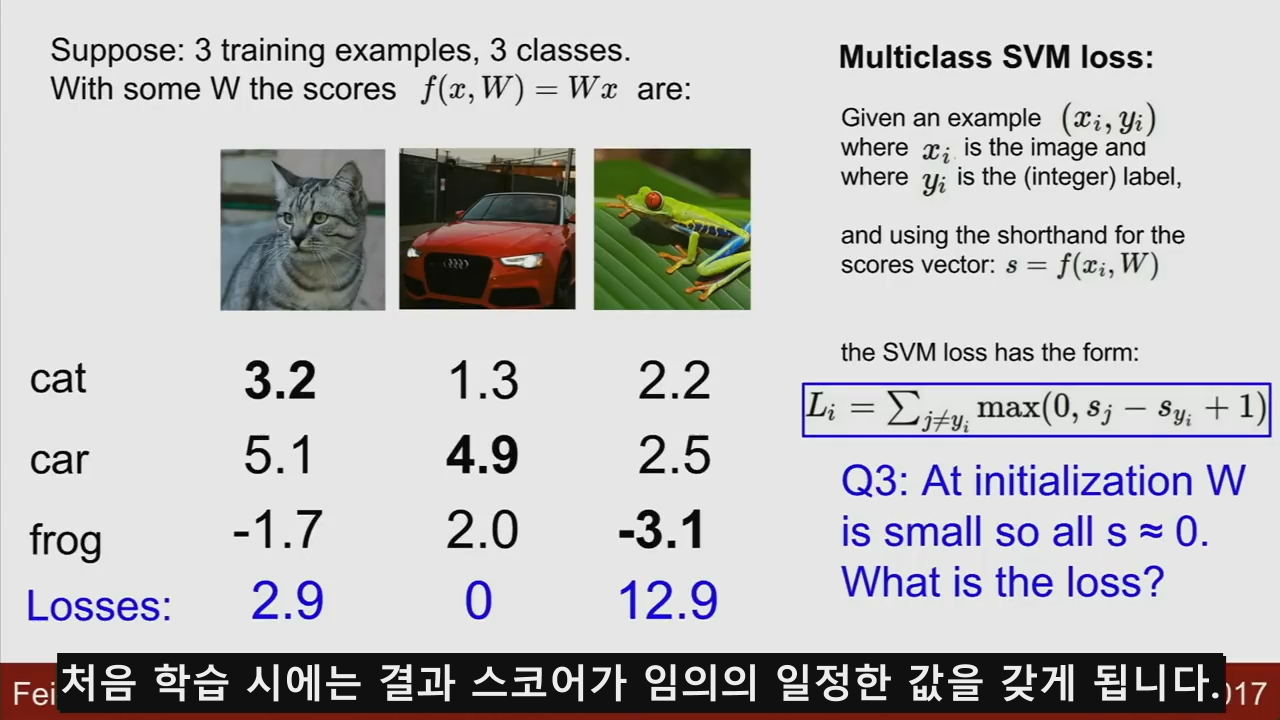 Suppose: 3 training examples, 3 classes.
With some W the scores f(x, W) = Wx are:
cat 3.2 1.3 2.2
car 5.1 4.9 2.5
frog -1.7 2.0 -3.1
Losses: 2.9 0 12.9
Multiclass SVM loss:
Given an example (x_i, y_i)
where x_i is the image and
where y_i is the (integer) label,
and using the shorthand for the
scores vector: s = f(x_i, W)
the SVM loss has the form:
L_i = ∑_{j≠y_i} max(0, s_j − s_{y_i} + 1)
Q3: At initialization W
is small so all s ≈ 0.
What is the loss?
Fei
처음 학습 시에는 결과 스코어가 임의의 일정한 값을 갖게 됩니다.
017